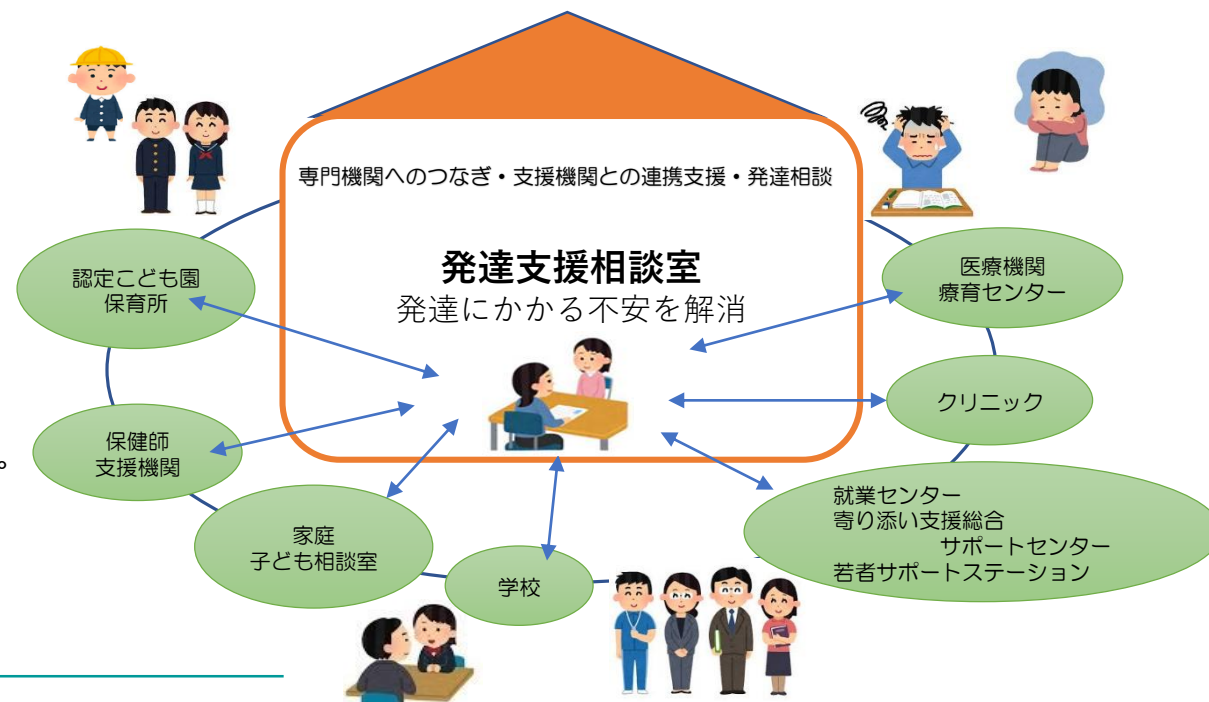 専門機関へのつなぎ・支援機関との連携支援・発達相談
発達支援相談室
発達にかかる不安を解消
認定こども園
保育所
医療機関
療育センター
クリニック
保健師
支援機関
。
家庭
子ども相談室
学校
就業センター
寄り添い支援総合
サポートセンター
若者サポートステーション